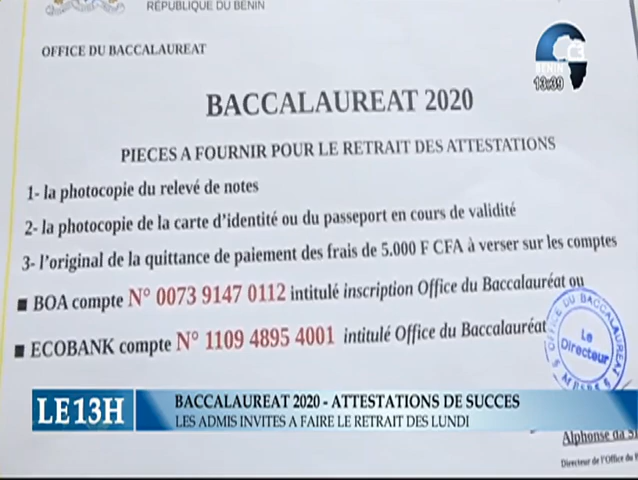 RÉPUBLIQUE DU BENIN
OFFICE DU BACCALAUREAT
BENIN
13:39
BACCALAUREAT 2020
PIECES A FOURNIR POUR LE RETRAIT DES ATTESTATIONS
1- la photocopie du relevé de notes
2- la photocopie de la carte d'identité ou du passeport en cours de validité
3- l'original de la quittance de paiement des frais de 5.000 F CFA à verser sur les comptes
■ BOA compte N° 0073 9147 0112 intitulé inscription Office du Baccalauréat ou
■ ECOBANK compte N° 1109 4895 4001 intitulé Office du Baccalauréat
OFFICE DU BACCALAUREAT
Le
Directeur
LE13H
BACCALAUREAT 2020 - ATTESTATIONS DE SUCCES
LES ADMIS INVITES A FAIRE LE RETRAIT DES LUNDI
Alphonse da
Directeur de l'Office du